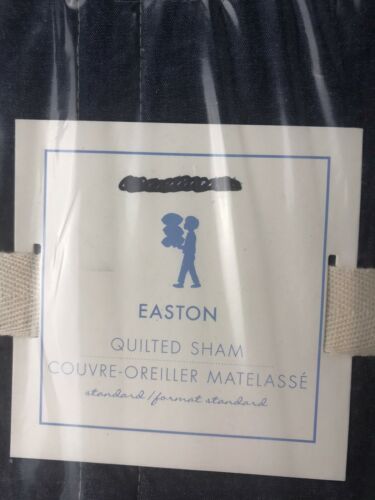 EASTON
QUILTED SHAM
COUVRE-OREILLER MATELASSÉ
standard/format standard